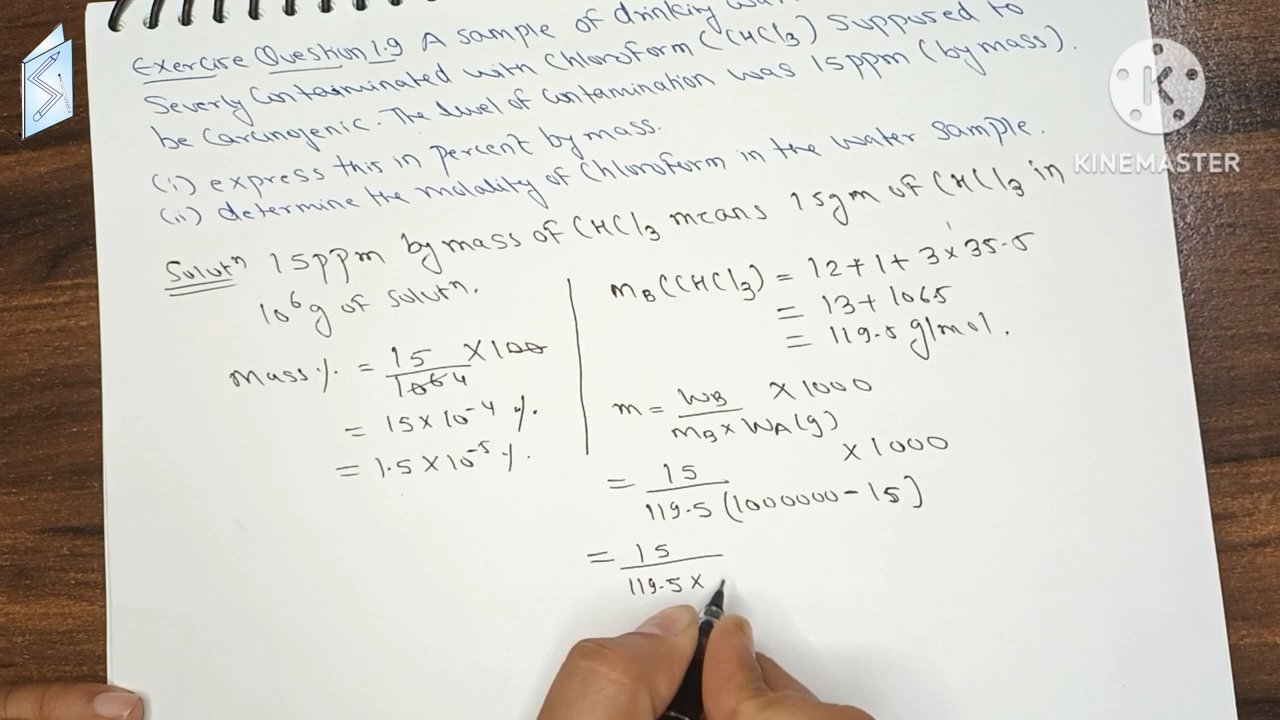 Exercise Question 1.9 A sample of drinking
Severly Contaminated with Chloroform (CHCl3) Supposed to
be Carcinogenic. The level of contamination was 15ppm (by mass).
(i) express this in percent by mass.
(ii) determine the molality of Chloroform in the water sample.
Solutn 15ppm by mass of CHCl3 means 15gm of CHCl3 in
10^6 g of solutn.
Mass % = 15/10^6 4 × 100
= 15 × 10^-4 %.
= 1.5 × 10^-5 %.
MB (CHCl3) = 12 + 1 + 3 × 35.5
= 13 + 1065
= 119.5 g/mol.
m = WB / MB × WA(g) × 1000
= 15 / 119.5 (1000000 - 15) × 1000
= 15 / 119.5 ×
K
KINEMASTER